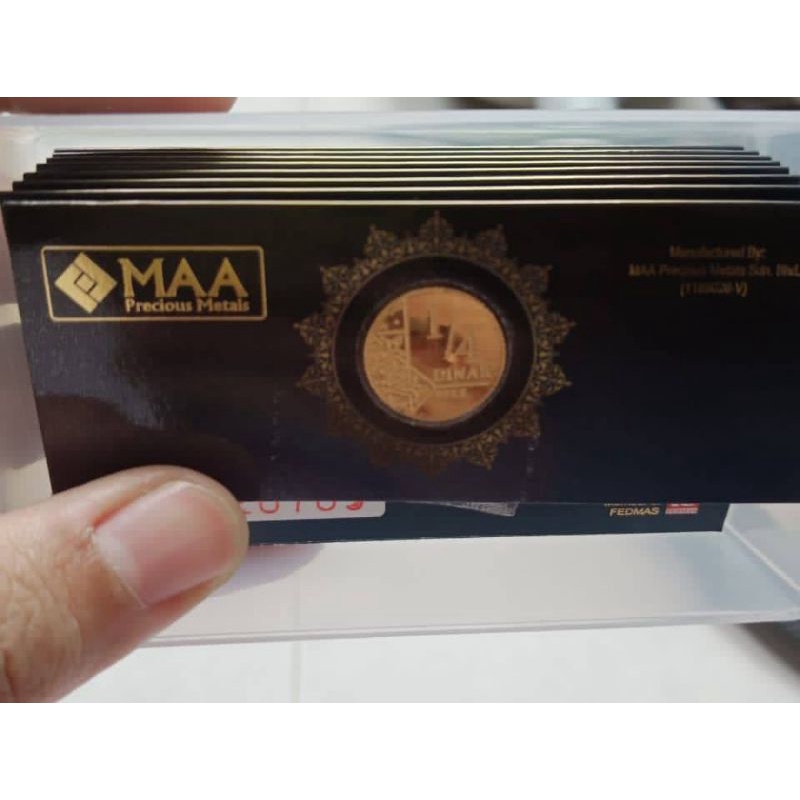 MAA
Precious Metals
1/4
DINAR
Manufactured By:
MAA Precious Metals Sdn. Bhd.
FEDMAS